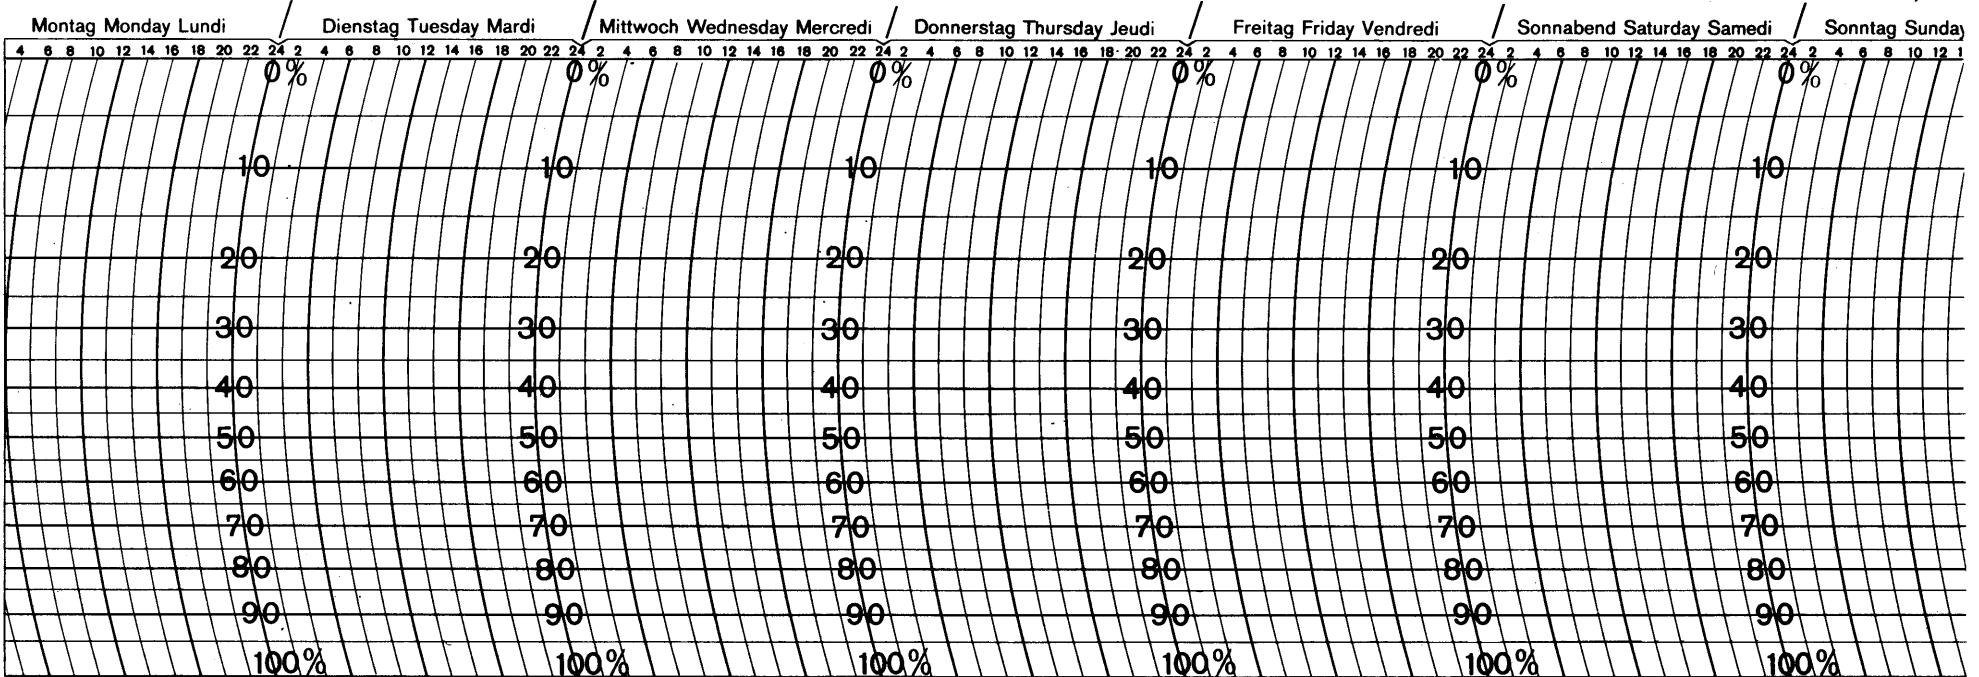 Montag Monday Lundi Dienstag Tuesday Mardi Mittwoch Wednesday Mercredi Donnerstag Thursday Jeudi Freitag Friday Vendredi Sonnabend Saturday Samedi Sonntag Sunday
4 6 8 10 12 14 16 18 20 22 24 2 4 6 8 10 12 14 16 18 20 22 24 2 4 6 8 10 12 14 16 18 20 22 24 2 4 6 8 10 12 14 16 18 20 22 24 2 4 6 8 10 12 14 16 18 20 22 24 2 4 6 8 10 12 14 16 18 20 22 24 2 4 6 8 10 12 1
0% 0% 0% 0% 0% 0%
10 10 10 10 10 10
20 20 20 20 20 20
30 30 30 30 30 30
40 40 40 40 40 40
50 50 50 50 50 50
60 60 60 60 60 60
70 70 70 70 70 70
80 80 80 80 80 80
90 90 90 90 90 90
100% 100% 100% 100% 100% 100%